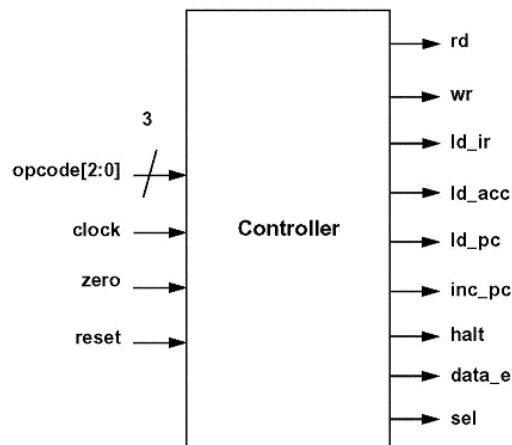 rd
wr
3
ld_ir
opcode[2:0]
ld_acc
clock
Controller
ld_pc
zero
inc_pc
reset
halt
data_e
sel